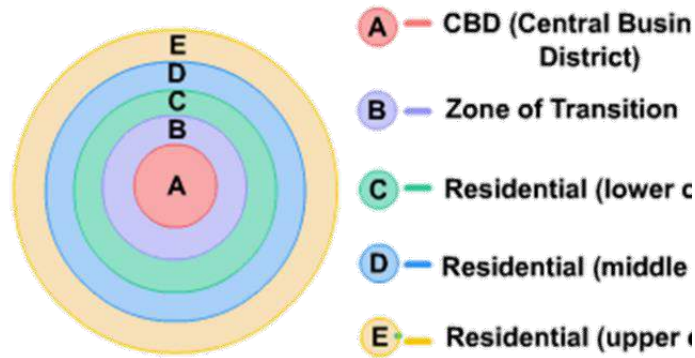 E
D
C
B
A
A CBD (Central Busin
District)
B Zone of Transition
C Residential (lower
D Residential (middle
E Residential (upper